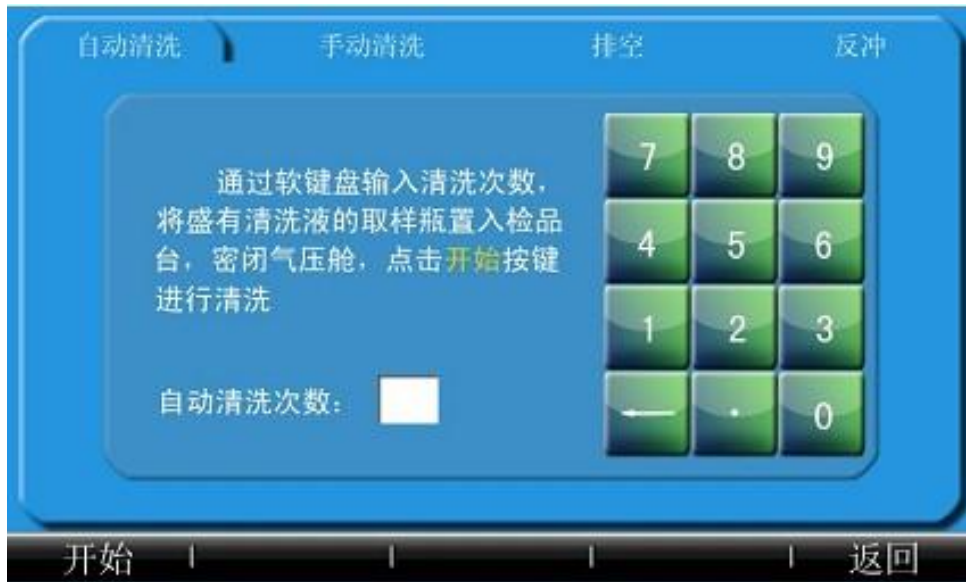 自动清洗 手动清洗 排空 反冲
通过软键盘输入清洗次数，
将盛有清洗液的取样瓶置入检品
台，密闭气压舱，点击开始按键
进行清洗
自动清洗次数：
7 8 9
4 5 6
1 2 3
← · 0
开始 返回